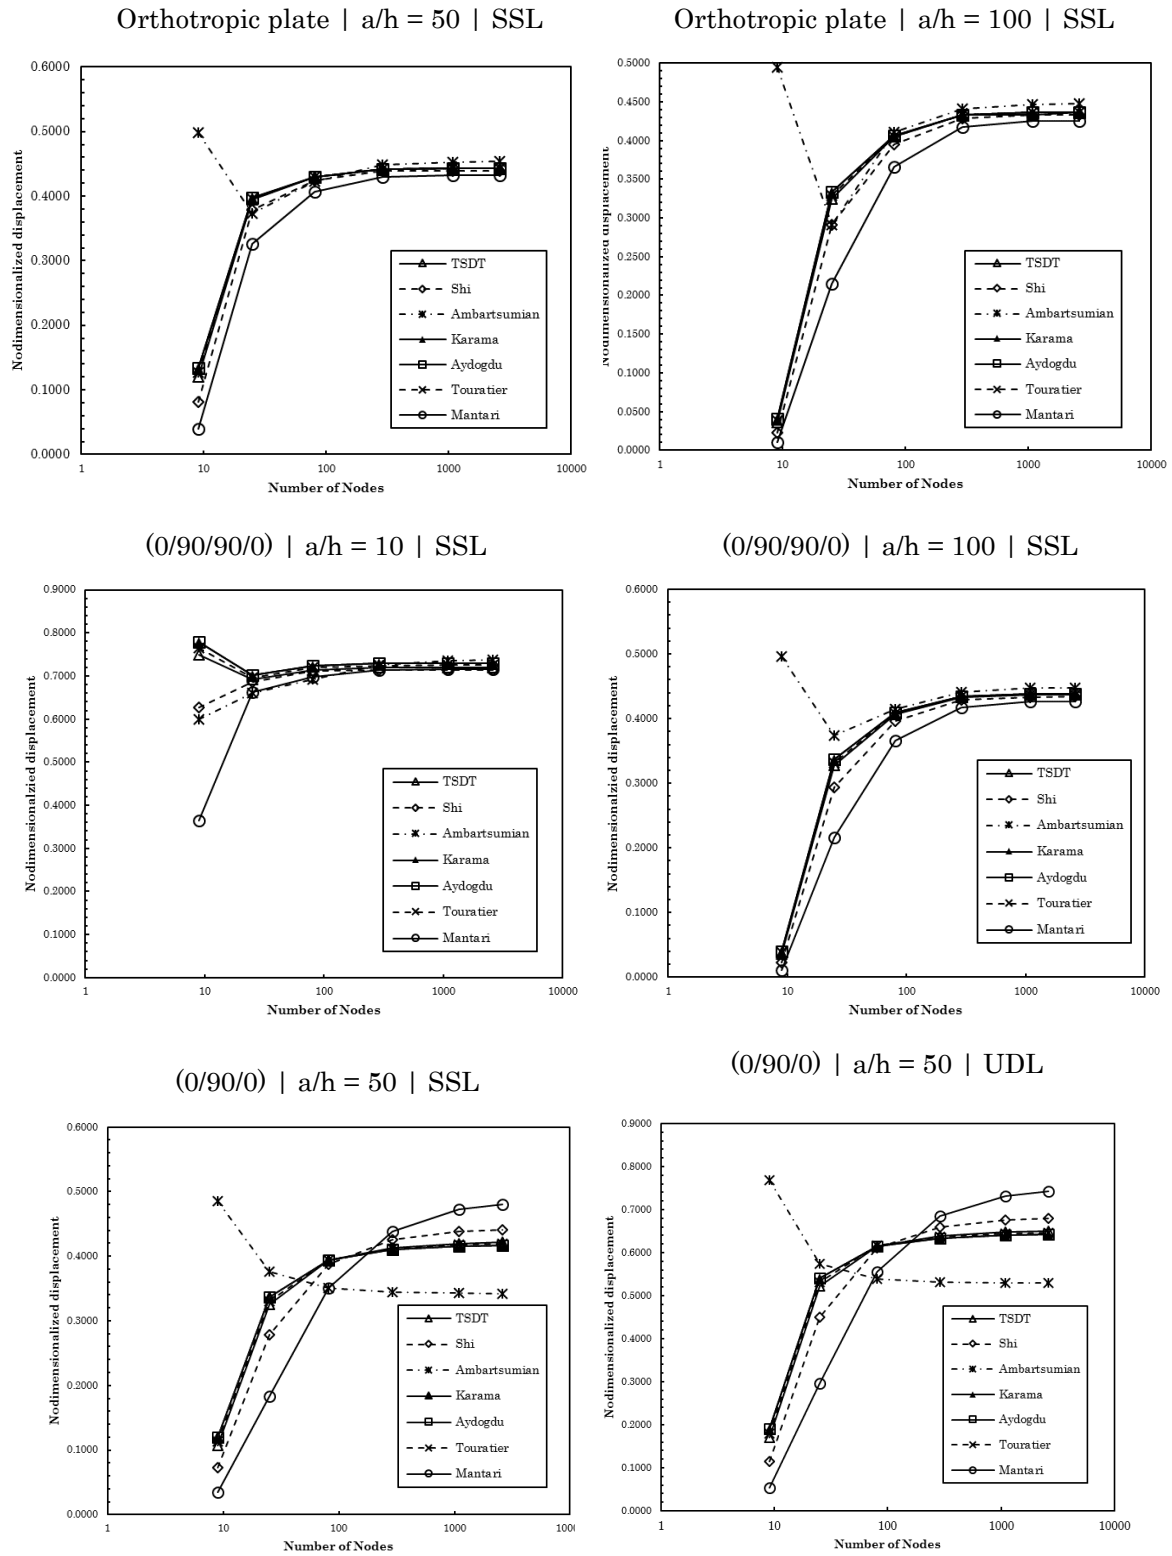 Orthotropic plate | a/h = 50 | SSL
Nodimensionalized displacement
0.6000
0.5000
0.4000
0.3000
0.2000
0.1000
0.0000
1 10 100 1000 10000
Number of Nodes
TSDT
Shi
Ambartsumian
Karama
Aydogdu
Touratier
Mantari
Orthotropic plate | a/h = 100 | SSL
Nodimensionalized displacement
0.5000
0.4500
0.4000
0.3500
0.3000
0.2500
0.2000
0.1500
0.1000
0.0500
0.0000
1 10 100 1000 10000
Number of Nodes
TSDT
Shi
Ambartsumian
Karama
Aydogdu
Touratier
Mantari
(0/90/90/0) | a/h = 10 | SSL
Nodimensionalzied displacement
0.9000
0.8000
0.7000
0.6000
0.5000
0.4000
0.3000
0.2000
0.1000
0.0000
1 10 100 1000 10000
Number of Nodes
TSDT
Shi
Ambartsumian
Karama
Aydogdu
Touratier
Mantari
(0/90/90/0) | a/h = 100 | SSL
Nodimensionalzied displacement
0.6000
0.5000
0.4000
0.3000
0.2000
0.1000
0.0000
1 10 100 1000 10000
Number of Nodes
TSDT
Shi
Ambartsumian
Karama
Aydogdu
Touratier
Mantari
(0/90/0) | a/h = 50 | SSL
Nodimensionalized displacement
0.6000
0.5000
0.4000
0.3000
0.2000
0.1000
0.0000
1 10 100 1000
Number of Nodes
TSDT
Shi
Ambartsumian
Karama
Aydogdu
Touratier
Mantari
(0/90/0) | a/h = 50 | UDL
Nodimensionalized displacement
0.9000
0.8000
0.7000
0.6000
0.5000
0.4000
0.3000
0.2000
0.1000
0.0000
1 10 100 1000 10000
Number of Nodes
TSDT
Shi
Ambartsumian
Karama
Aydogdu
Touratier
Mantari